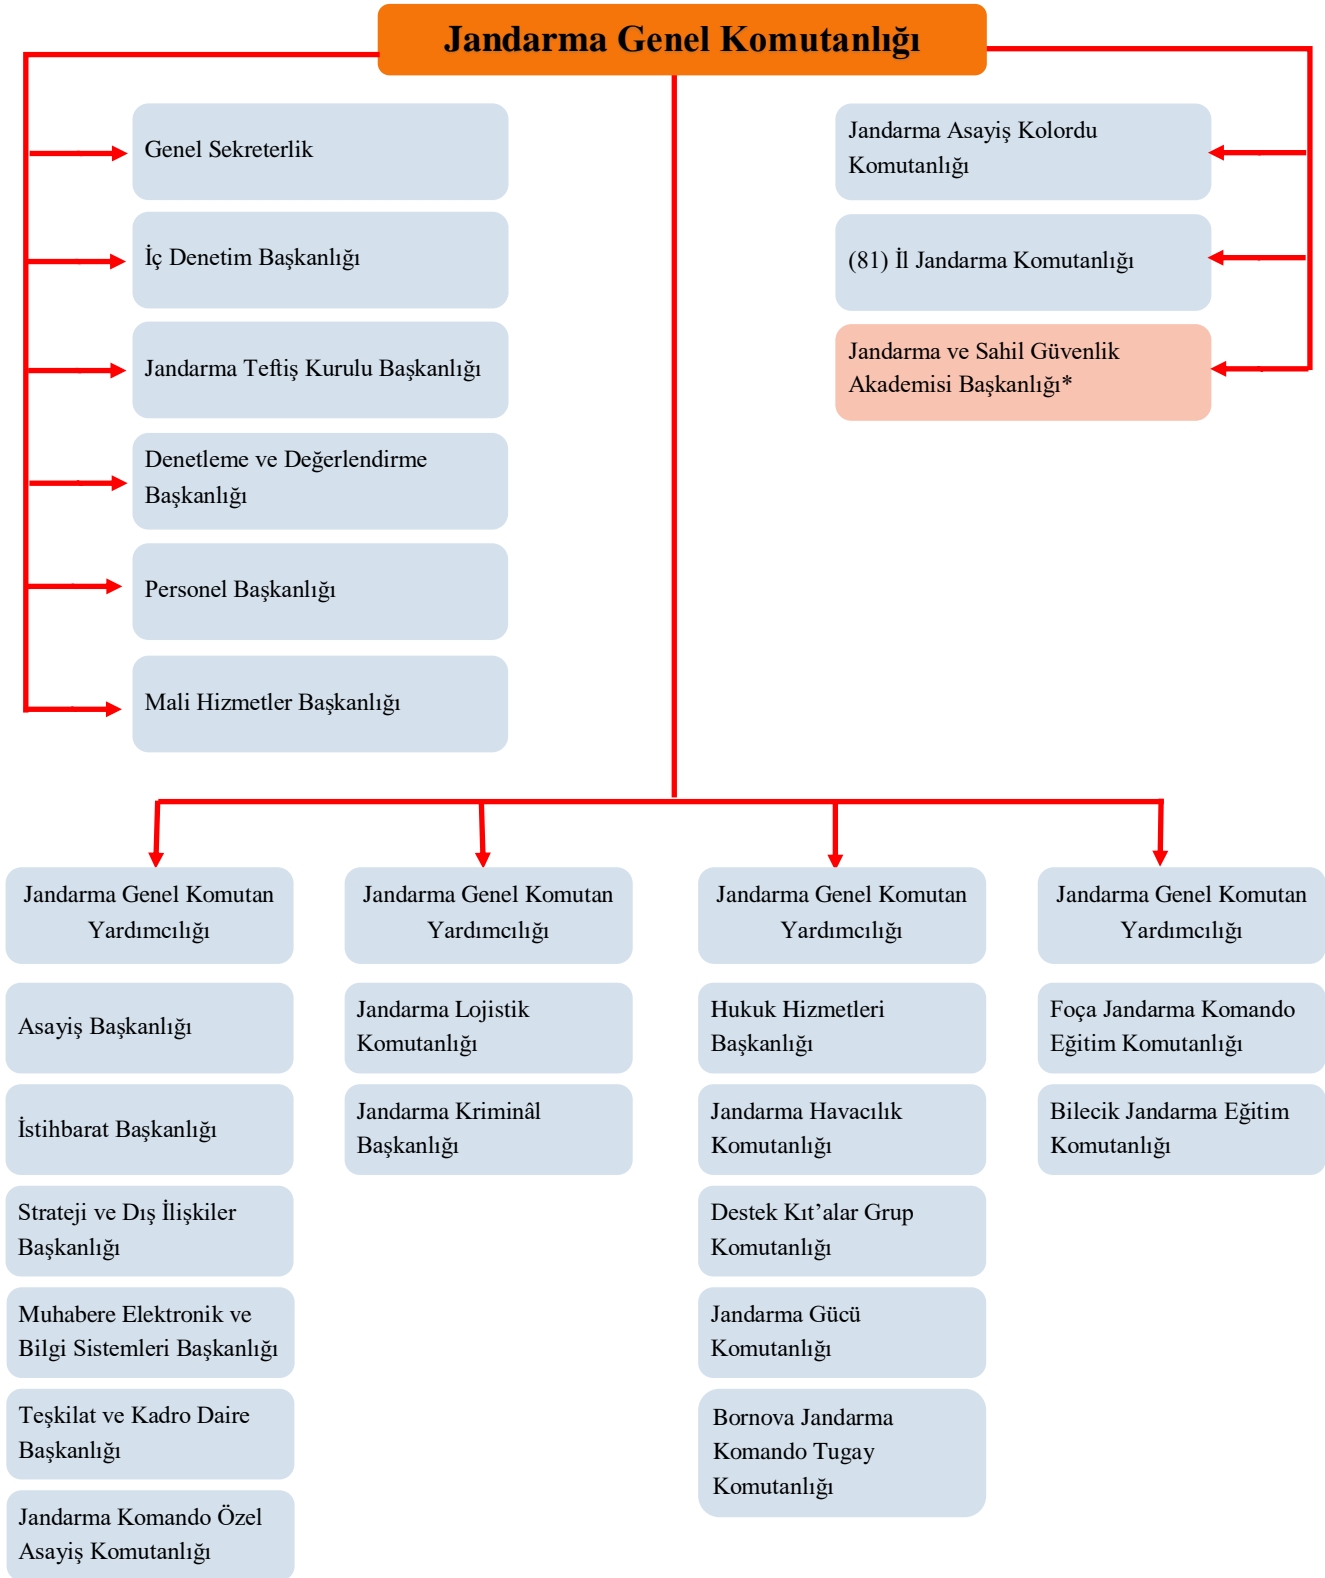 Jandarma Genel Komutanlığı
Genel Sekreterlik
İç Denetim Başkanlığı
Jandarma Teftiş Kurulu Başkanlığı
Denetleme ve Değerlendirme
Başkanlığı
Personel Başkanlığı
Mali Hizmetler Başkanlığı
Jandarma Asayiş Kolordu
Komutanlığı
(81) İl Jandarma Komutanlığı
Jandarma ve Sahil Güvenlik
Akademisi Başkanlığı*
Jandarma Genel Komutan
Yardımcılığı
Asayiş Başkanlığı
İstihbarat Başkanlığı
Strateji ve Dış İlişkiler
Başkanlığı
Muhabere Elektronik ve
Bilgi Sistemleri Başkanlığı
Teşkilat ve Kadro Daire
Başkanlığı
Jandarma Komando Özel
Asayiş Komutanlığı
Jandarma Genel Komutan
Yardımcılığı
Jandarma Lojistik
Komutanlığı
Jandarma Kriminâl
Başkanlığı
Jandarma Genel Komutan
Yardımcılığı
Hukuk Hizmetleri
Başkanlığı
Jandarma Havacılık
Komutanlığı
Destek Kıt’alar Grup
Komutanlığı
Jandarma Gücü
Komutanlığı
Bornova Jandarma
Komando Tugay
Komutanlığı
Jandarma Genel Komutan
Yardımcılığı
Foça Jandarma Komando
Eğitim Komutanlığı
Bilecik Jandarma Eğitim
Komutanlığı